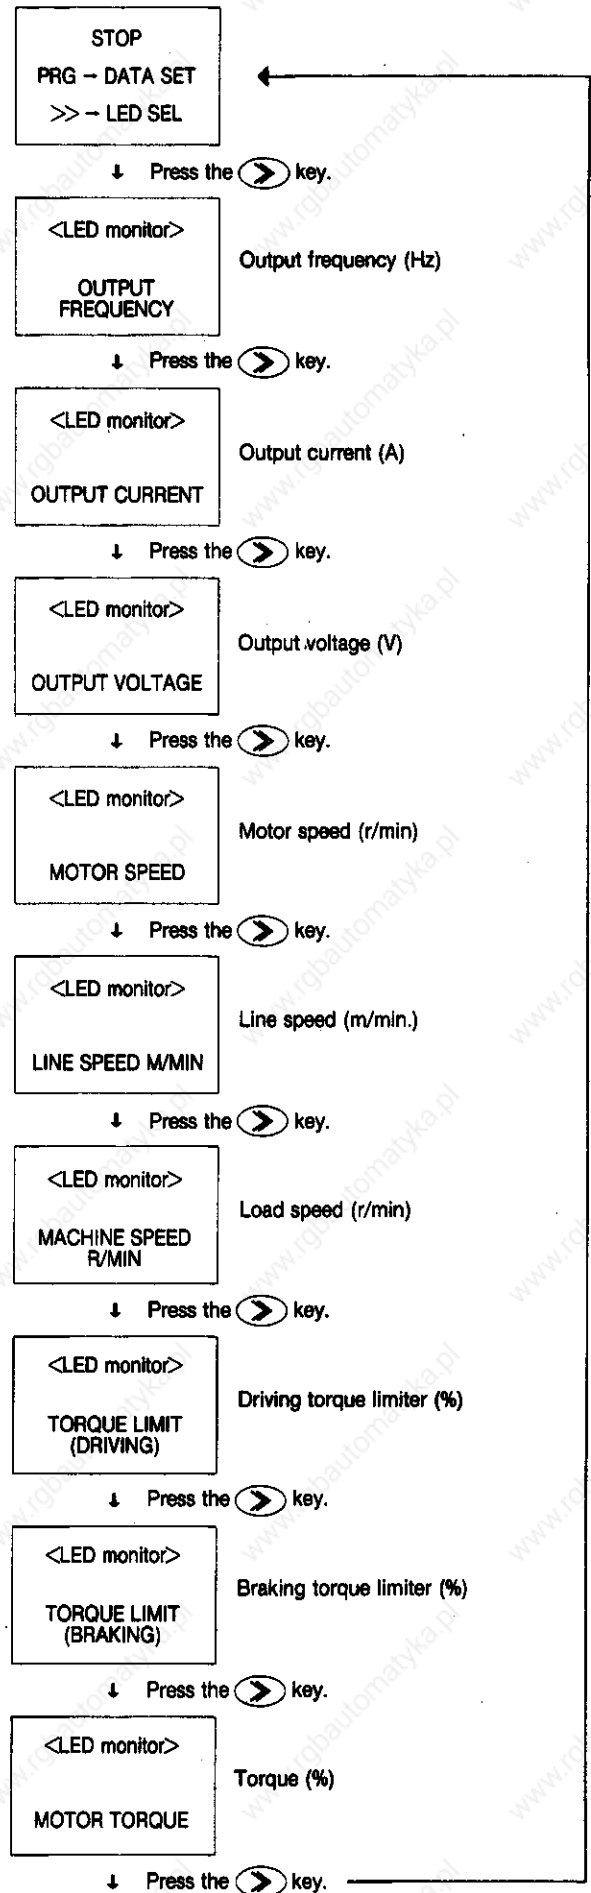 STOP
PRG → DATA SET
>> → LED SEL
↓ Press the >> key.
<LED monitor>
OUTPUT
FREQUENCY
Output frequency (Hz)
↓ Press the >> key.
<LED monitor>
OUTPUT CURRENT
Output current (A)
↓ Press the >> key.
<LED monitor>
OUTPUT VOLTAGE
Output voltage (V)
↓ Press the >> key.
<LED monitor>
MOTOR SPEED
Motor speed (r/min)
↓ Press the >> key.
<LED monitor>
LINE SPEED M/MIN
Line speed (m/min.)
↓ Press the >> key.
<LED monitor>
MACHINE SPEED
R/MIN
Load speed (r/min)
↓ Press the >> key.
<LED monitor>
TORQUE LIMIT
(DRIVING)
Driving torque limiter (%)
↓ Press the >> key.
<LED monitor>
TORQUE LIMIT
(BRAKING)
Braking torque limiter (%)
↓ Press the >> key.
<LED monitor>
MOTOR TORQUE
Torque (%)
↓ Press the >> key.
www.rgbautomatyka.pl